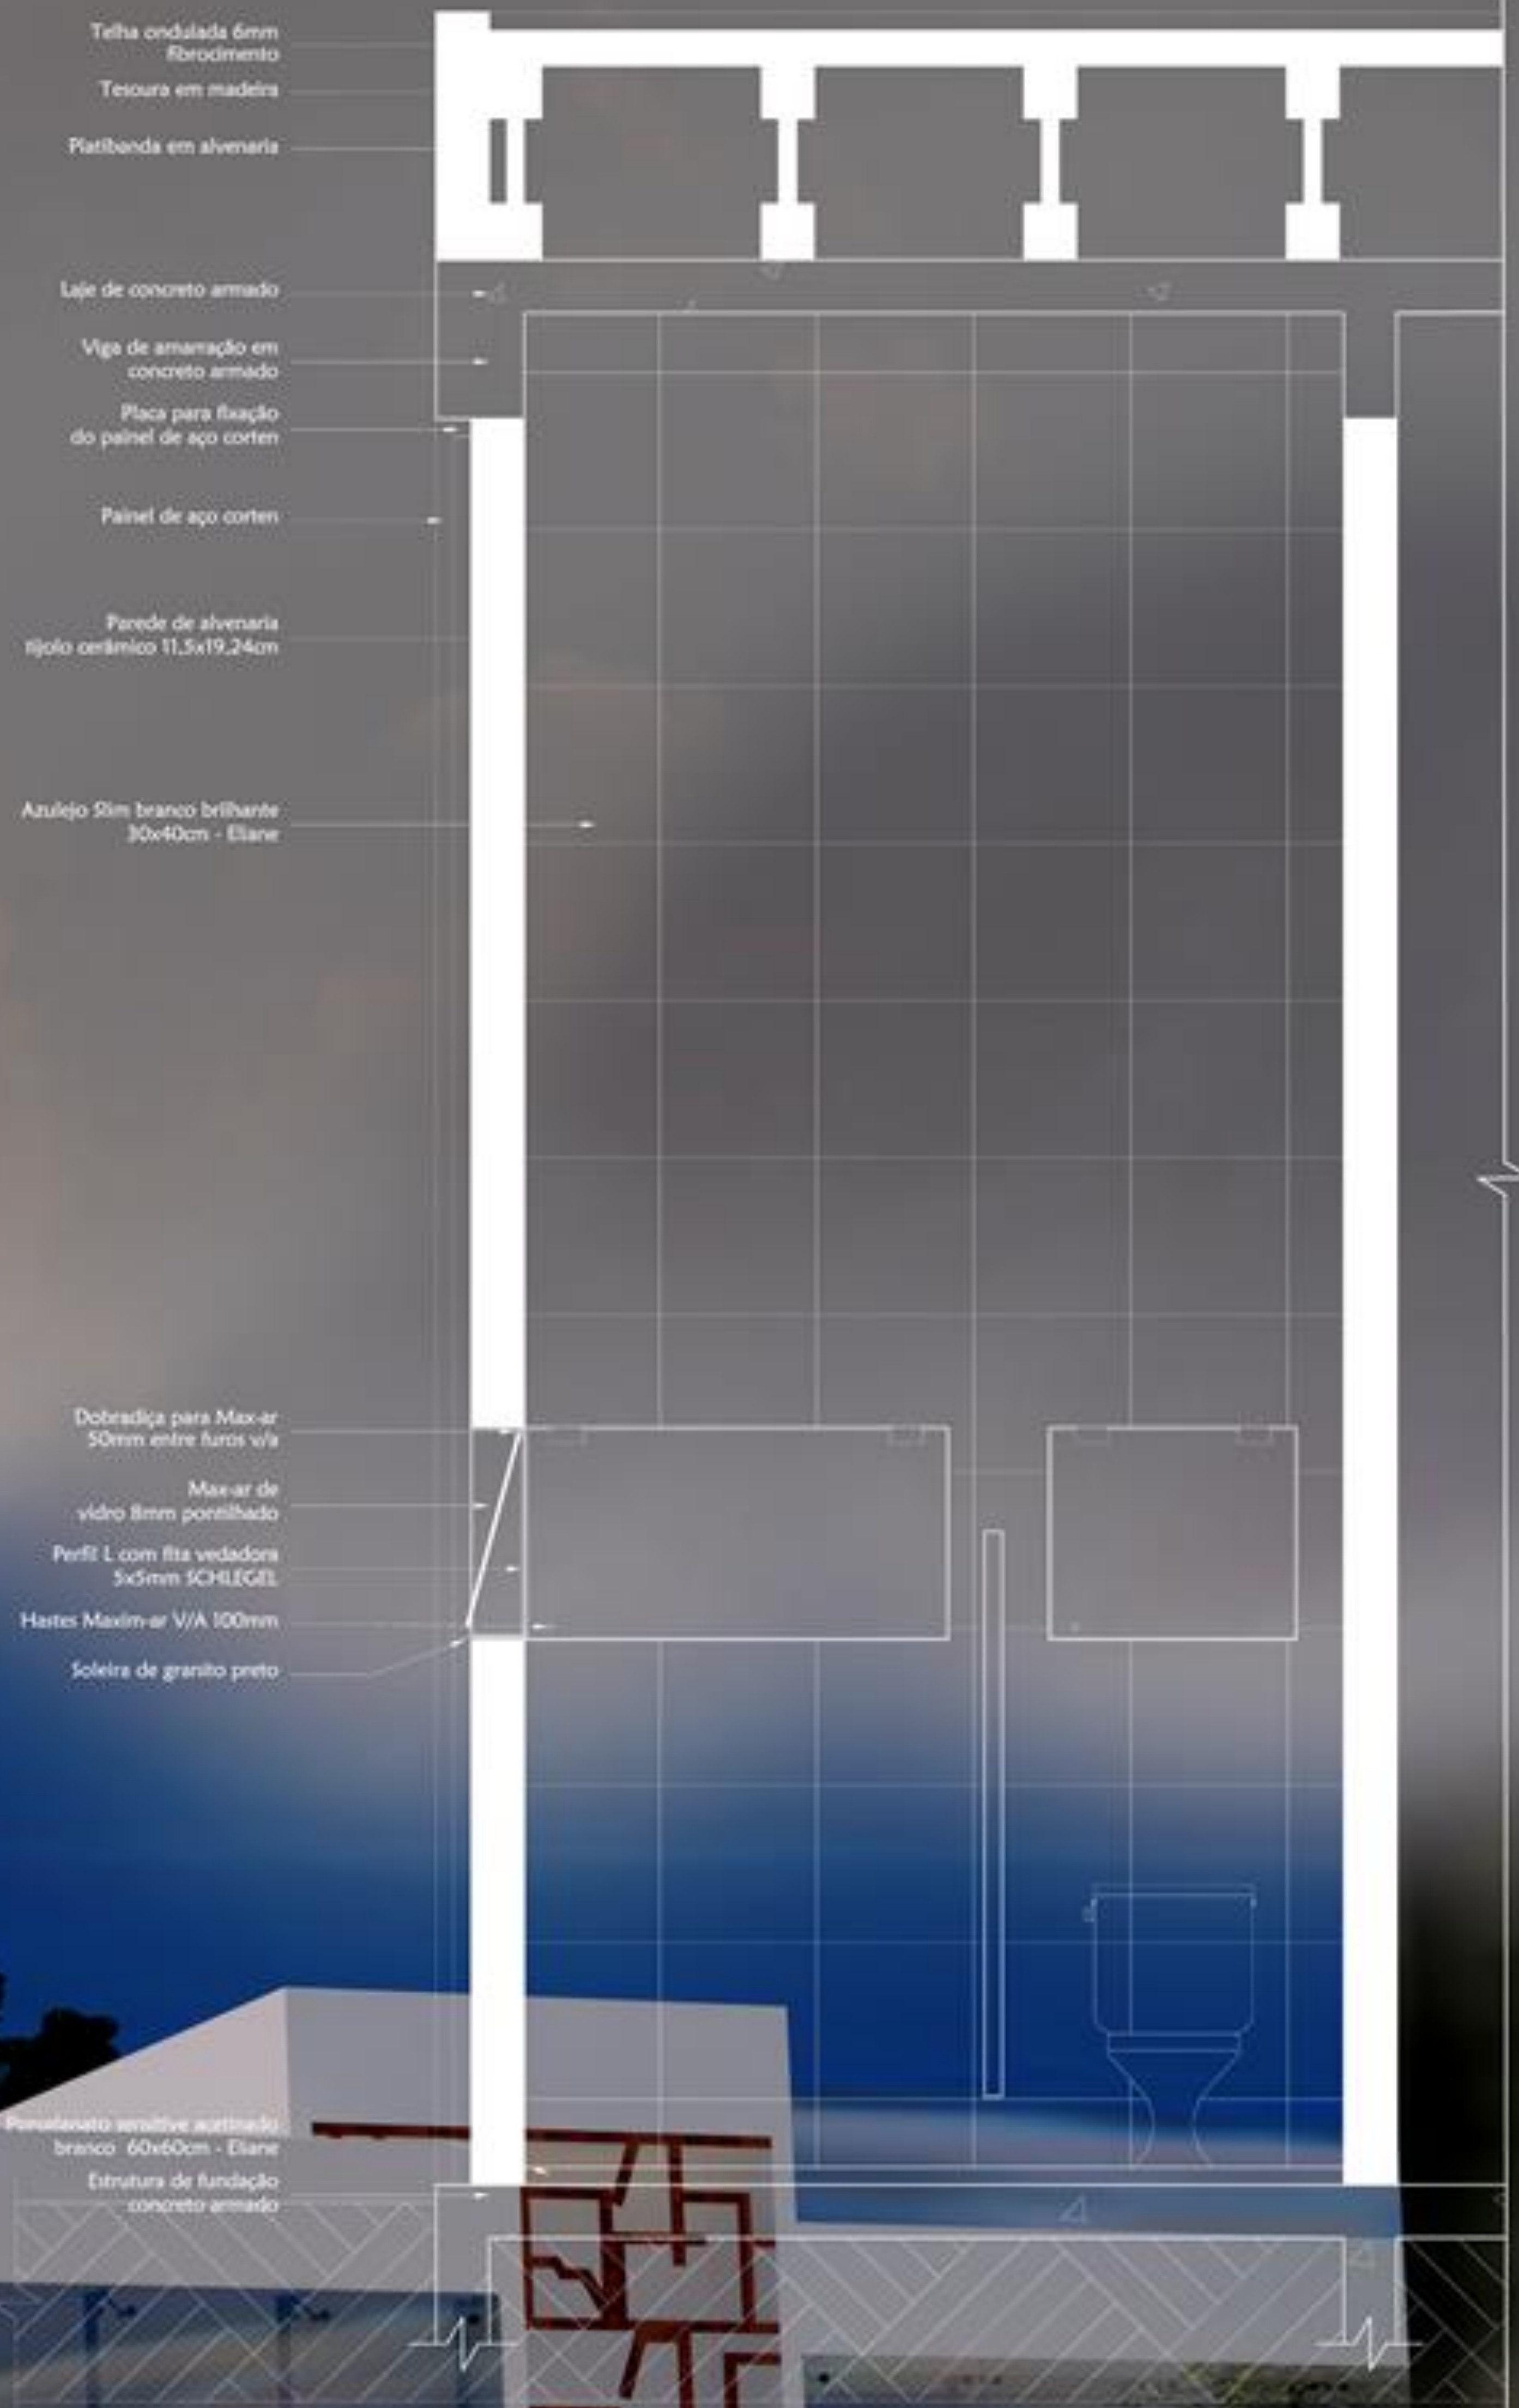 Telha ondulada 6mm
fibrocimento
Tesoura em madeira
Platibanda em alvenaria
Laje de concreto armado
Viga de amarração em
concreto armado
Placa para fixação
do painel de aço corten
Painel de aço corten
Parede de alvenaria
tijolo cerâmico 11,5x19,24cm
Azulejo Slim branco brilhante
30x40cm - Eliane
Dobradiça para Max-ar
50mm entre furos v/a
Max-ar de
vidro 8mm pontilhado
Perfil L com fita vedadora
5x5mm SCHLEGEL
Hastes Maxim-ar V/A 100mm
Soleira de granito preto
Porcelanato sensitive acetinado
branco 60x60cm - Eliane
Estrutura de fundação
concreto armado